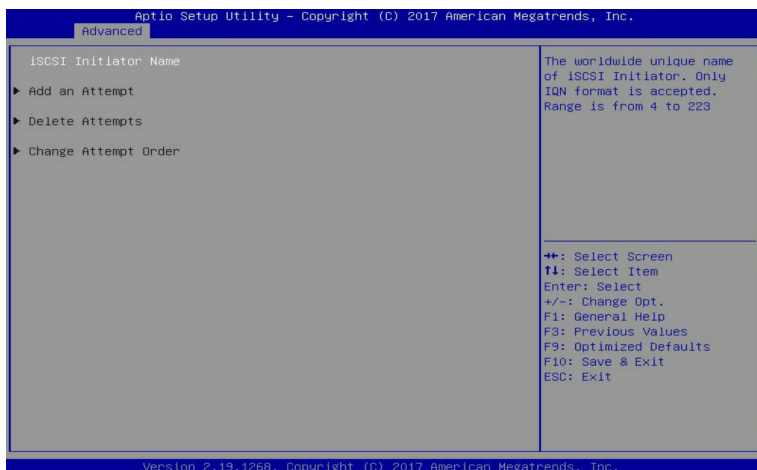 Aptio Setup Utility – Copyright (C) 2017 American Megatrends, Inc.
Advanced
iSCSI Initiator Name
▶ Add an Attempt
▶ Delete Attempts
▶ Change Attempt Order
The worldwide unique name
of iSCSI Initiator. Only
IQN format is accepted.
Range is from 4 to 223
→←: Select Screen
↑↓: Select Item
Enter: Select
+/-: Change Opt.
F1: General Help
F3: Previous Values
F9: Optimized Defaults
F10: Save & Exit
ESC: Exit
Version 2.19.1268. Copyright (C) 2017 American Megatrends, Inc.